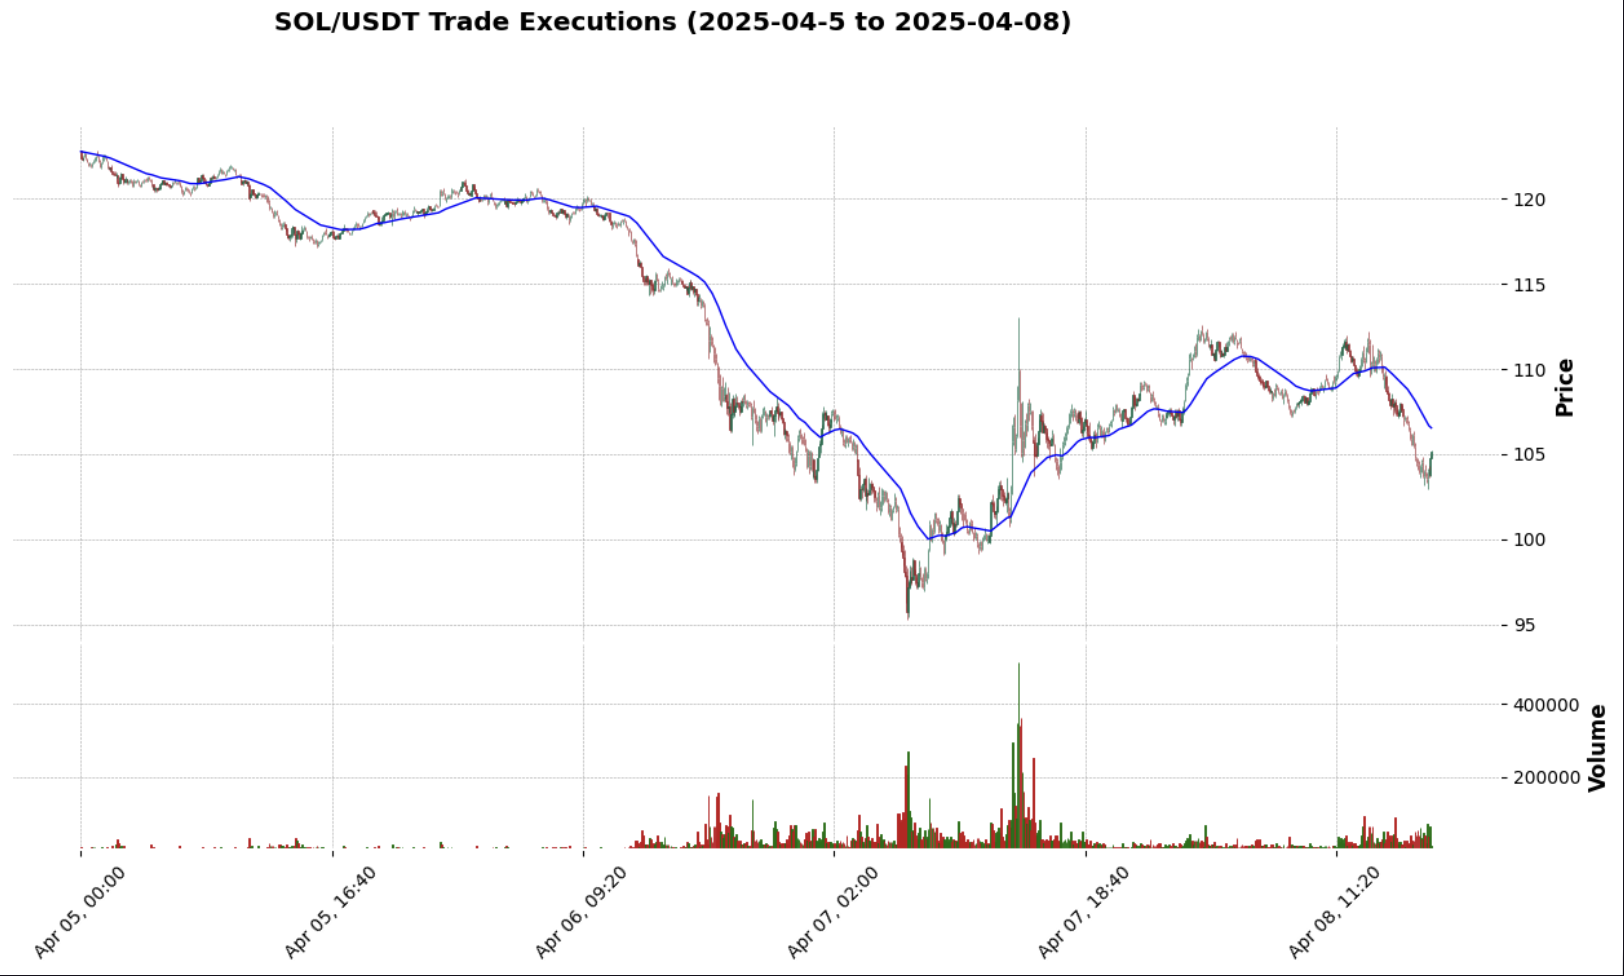 SOL/USDT Trade Executions (2025-04-5 to 2025-04-08)
120
115
110
105
100
95
Price
400000
200000
Volume
Apr 05, 00:00
Apr 05, 16:40
Apr 06, 09:20
Apr 07, 02:00
Apr 07, 18:40
Apr 08, 11:20